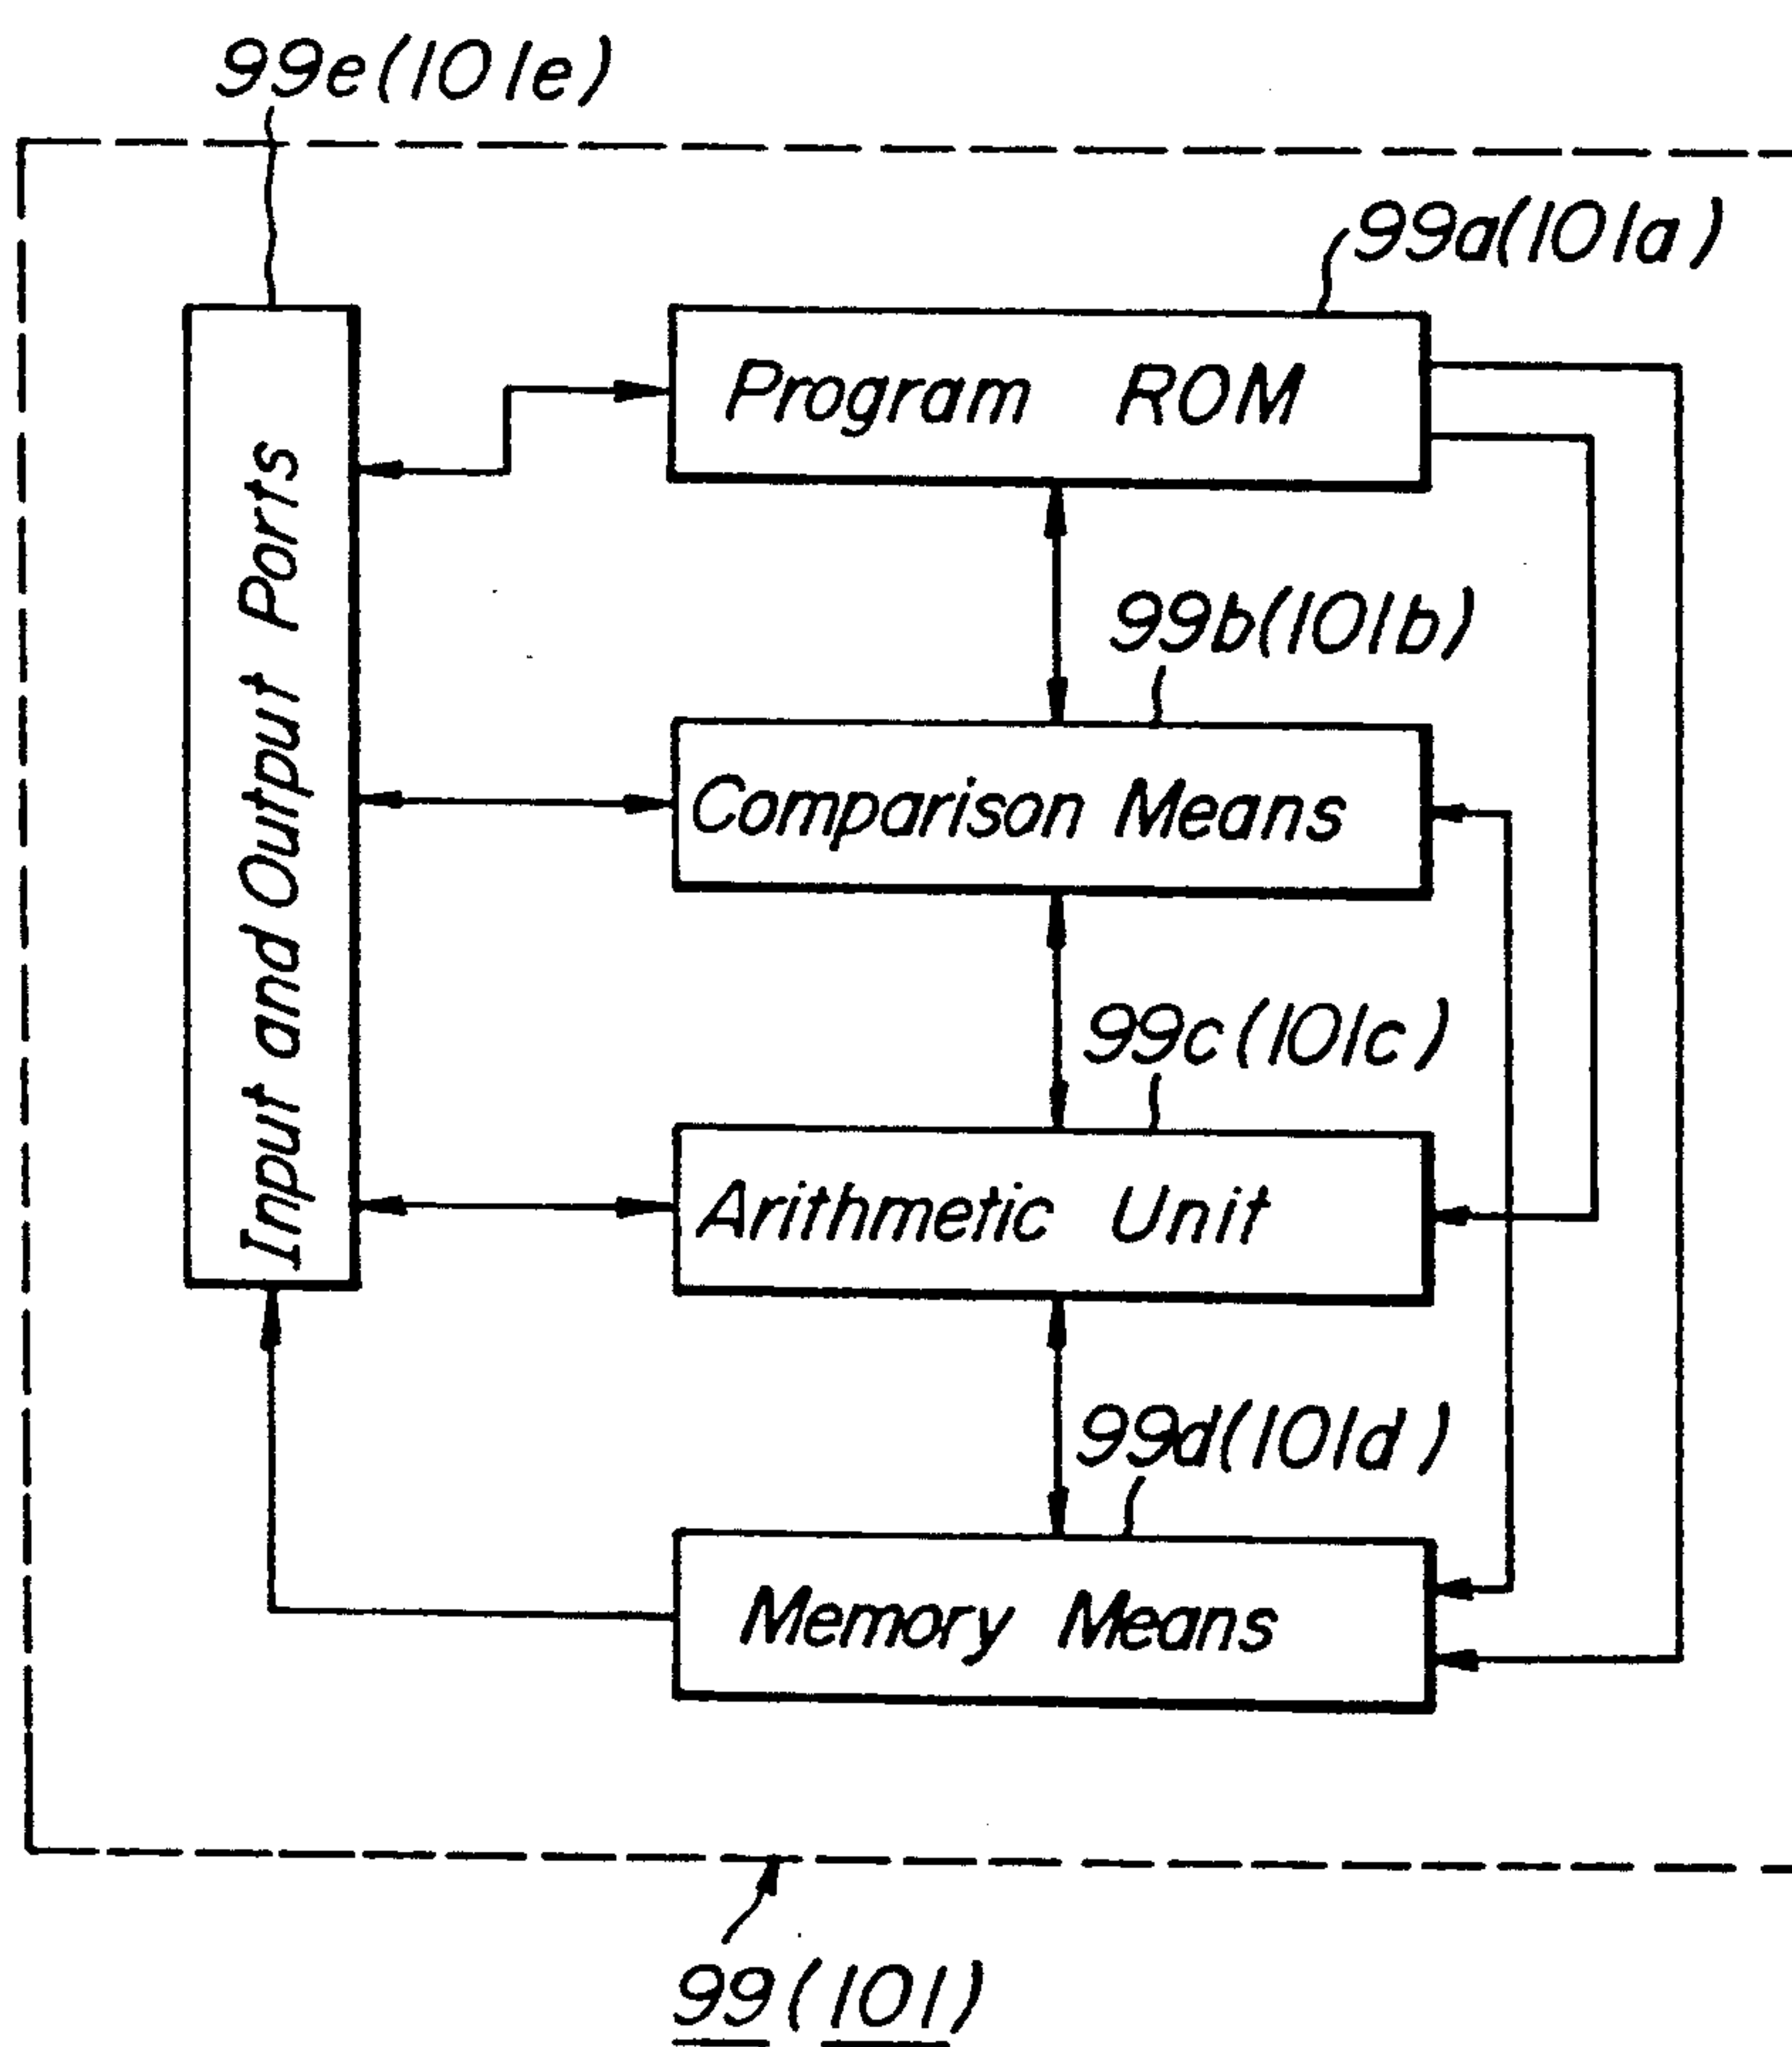 99e(101e)
99a(101a)
Program ROM
Input and Output Ports
99b(101b)
Comparison Means
99c(101c)
Arithmetic Unit
99d(101d)
Memory Means
99(101)